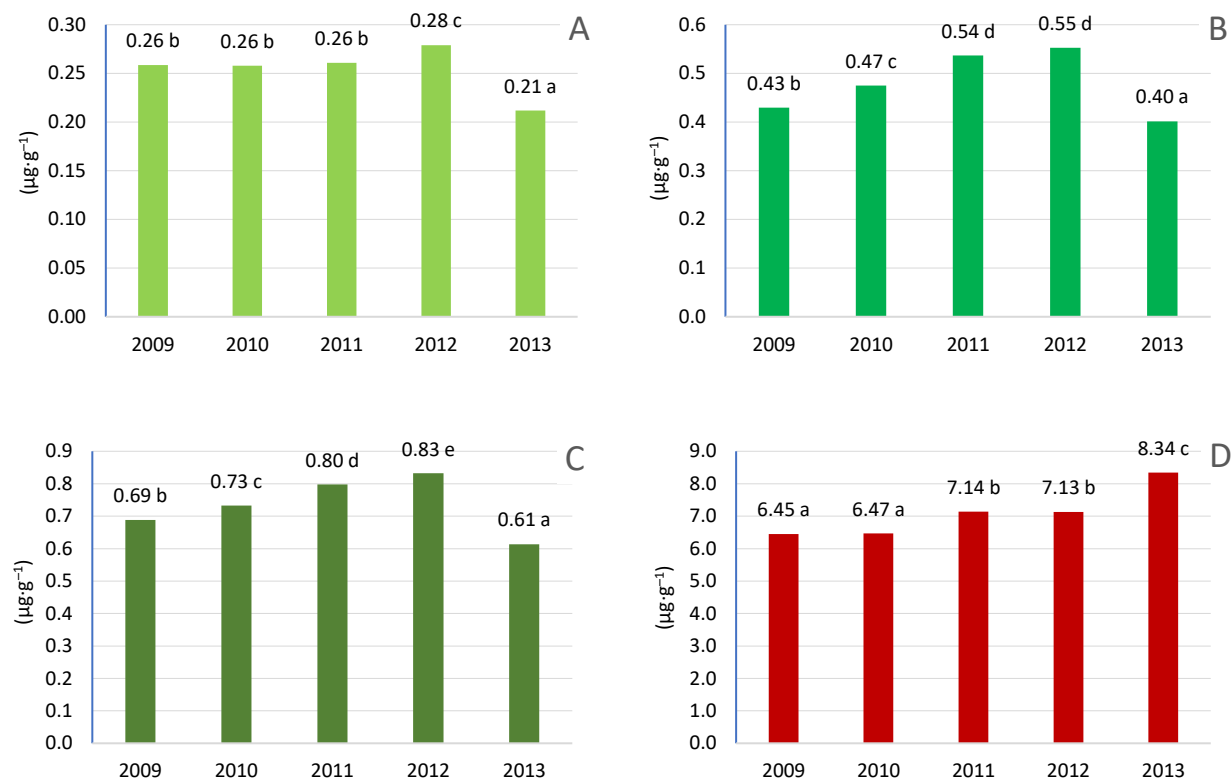 A
(µg·g⁻¹)
0.30
0.25
0.20
0.15
0.10
0.05
0.00
0.26 b
0.26 b
0.26 b
0.28 c
0.21 a
2009 2010 2011 2012 2013
B
(µg·g⁻¹)
0.6
0.5
0.4
0.3
0.2
0.1
0.0
0.43 b
0.47 c
0.54 d
0.55 d
0.40 a
2009 2010 2011 2012 2013
C
(µg·g⁻¹)
0.9
0.8
0.7
0.6
0.5
0.4
0.3
0.2
0.1
0.0
0.69 b
0.73 c
0.80 d
0.83 e
0.61 a
2009 2010 2011 2012 2013
D
(µg·g⁻¹)
9.0
8.0
7.0
6.0
5.0
4.0
3.0
2.0
1.0
0.0
6.45 a
6.47 a
7.14 b
7.13 b
8.34 c
2009 2010 2011 2012 2013